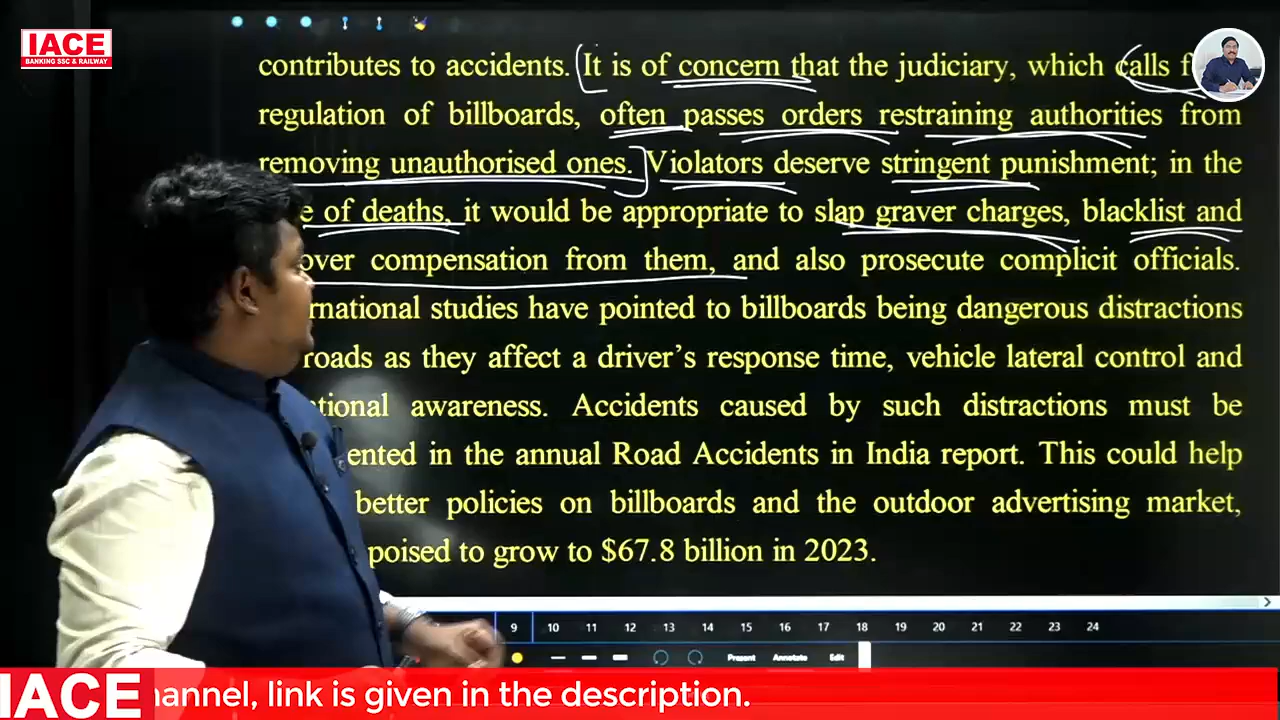 IACE
BANKING SSC & RAILWAY
contributes to accidents. It is of concern that the judiciary, which calls
regulation of billboards, often passes orders restraining authorities from
removing unauthorised ones. Violators deserve stringent punishment; in the
of deaths, it would be appropriate to slap graver charges, blacklist and
compensation from them, and also prosecute complicit officials.
studies have pointed to billboards being dangerous distractions
roads as they affect a driver's response time, vehicle lateral control and
awareness. Accidents caused by such distractions must be
in the annual Road Accidents in India report. This could help
better policies on billboards and the outdoor advertising market,
poised to grow to $67.8 billion in 2023.
9 10 11 12 13 14 15 16 17 18 19 20 21 22 23 24
Present Annotate Edit
IACE
link is given in the description.